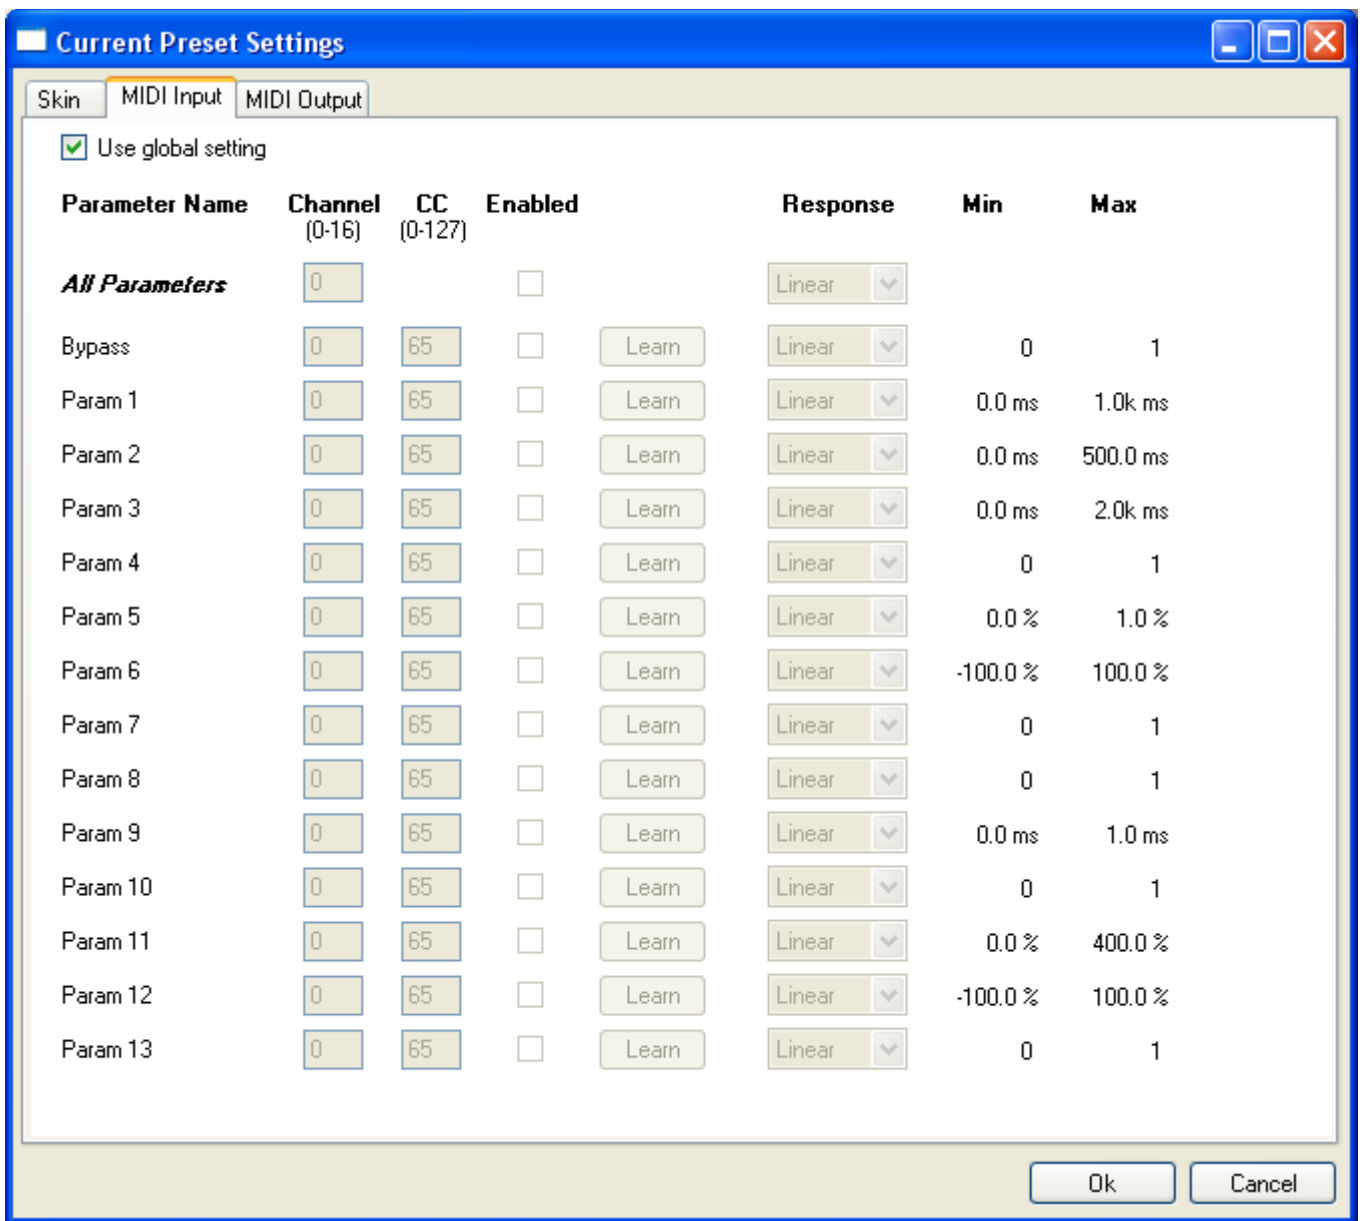 Current Preset Settings
Skin MIDI Input MIDI Output
Use global setting
Parameter Name Channel CC Enabled Response Min Max
(0-16) (0-127)
All Parameters 0 Linear
Bypass 0 65 Learn Linear 0 1
Param 1 0 65 Learn Linear 0.0 ms 1.0k ms
Param 2 0 65 Learn Linear 0.0 ms 500.0 ms
Param 3 0 65 Learn Linear 0.0 ms 2.0k ms
Param 4 0 65 Learn Linear 0 1
Param 5 0 65 Learn Linear 0.0 % 1.0 %
Param 6 0 65 Learn Linear -100.0 % 100.0 %
Param 7 0 65 Learn Linear 0 1
Param 8 0 65 Learn Linear 0 1
Param 9 0 65 Learn Linear 0.0 ms 1.0 ms
Param 10 0 65 Learn Linear 0 1
Param 11 0 65 Learn Linear 0.0 % 400.0 %
Param 12 0 65 Learn Linear -100.0 % 100.0 %
Param 13 0 65 Learn Linear 0 1
Ok Cancel